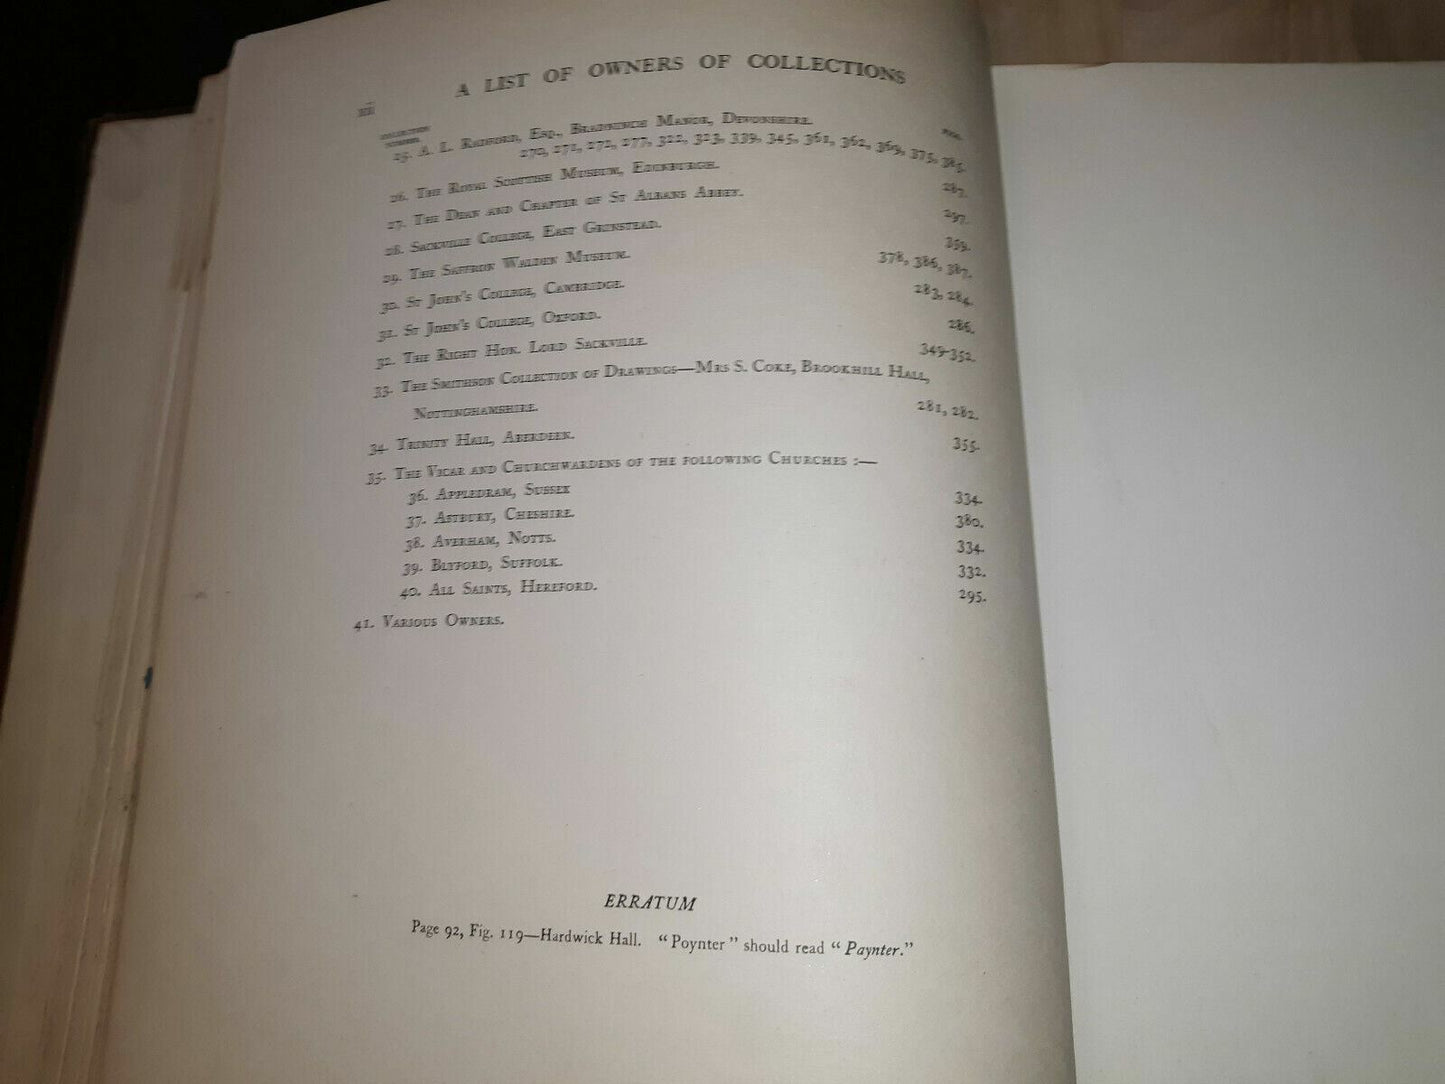 A LIST OF OWNERS OF COLLECTIONS
COLLECTION
NUMBER.
25. A. L. Radford, Esq., Bradninch Manor, Devonshire.
270, 271, 272, 277, 322, 323, 339, 345, 361, 362, 369, 375, 385.
26. The Royal Scottish Museum, Edinburgh. 287.
27. The Dean and Chapter of St Albans Abbey. 297.
28. Sackville College, East Grinstead. 359.
29. The Saffron Walden Museum. 378, 386, 387.
30. St John's College, Cambridge. 283, 284.
31. St John's College, Oxford. 286.
32. The Right Hon. Lord Sackville. 349-352.
33. The Smithson Collection of Drawings—Mrs S. Coke, Brookhill Hall,
Nottinghamshire. 281, 282.
34. Trinity Hall, Aberdeen. 355.
35. The Vicar and Churchwardens of the following Churches :—
36. Appledram, Sussex 334.
37. Astbury, Cheshire. 380.
38. Averham, Notts. 334.
39. Blyford, Suffolk. 332.
40. All Saints, Hereford. 295.
41. Various Owners.
ERRATUM
Page 92, Fig. 119—Hardwick Hall. "Poynter" should read "Paynter."